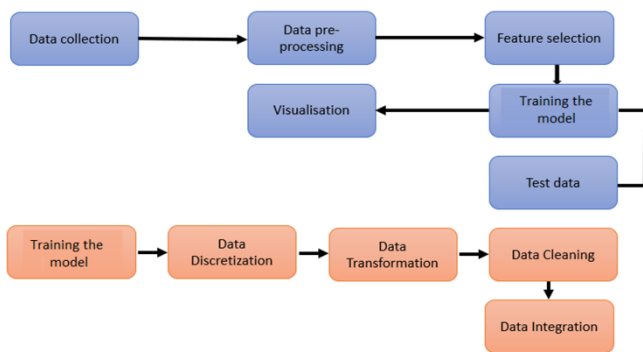 Data collection
Data pre-
processing
Feature selection
Visualisation
Training the
model
Test data
Training the
model
Data
Discretization
Data
Transformation
Data Cleaning
Data Integration